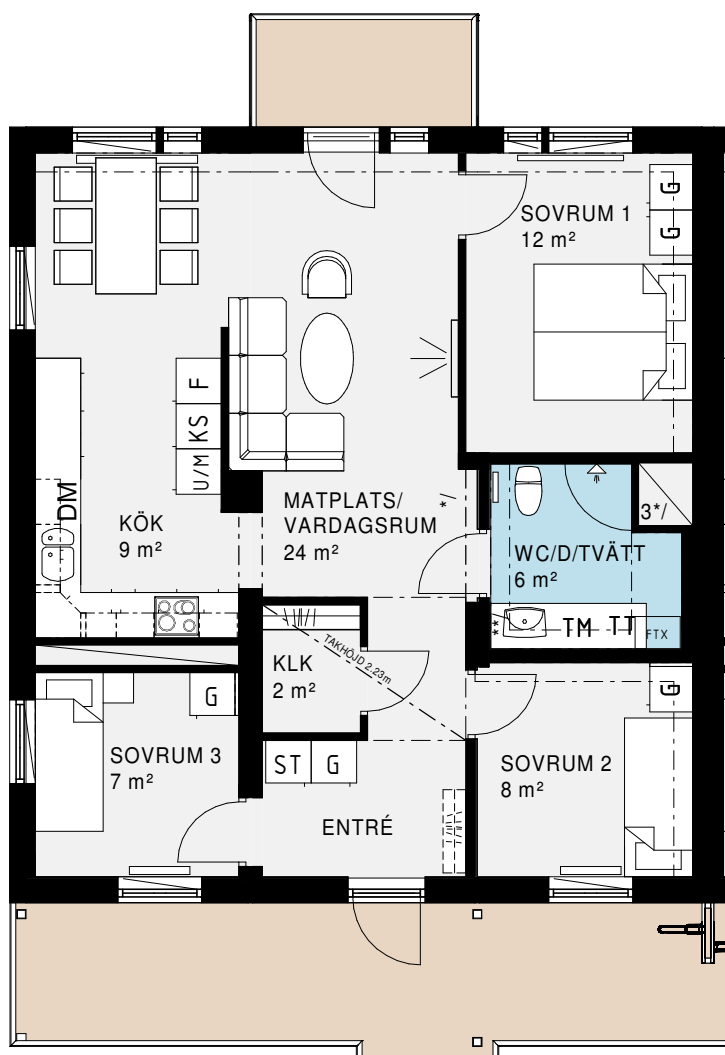 G
SOVRUM 1
12 m²
G
F
KS
U/M
DM
KÖK
9 m²
MATPLATS/
VARDAGSRUM
24 m²
*/
3*/
WC/D/TVÄTT
6 m²
**
TM
TT
FTX
TAKHÖJD 2,23m
KLK
2 m²
G
G
SOVRUM 3
7 m²
ST
G
SOVRUM 2
8 m²
ENTRÉ